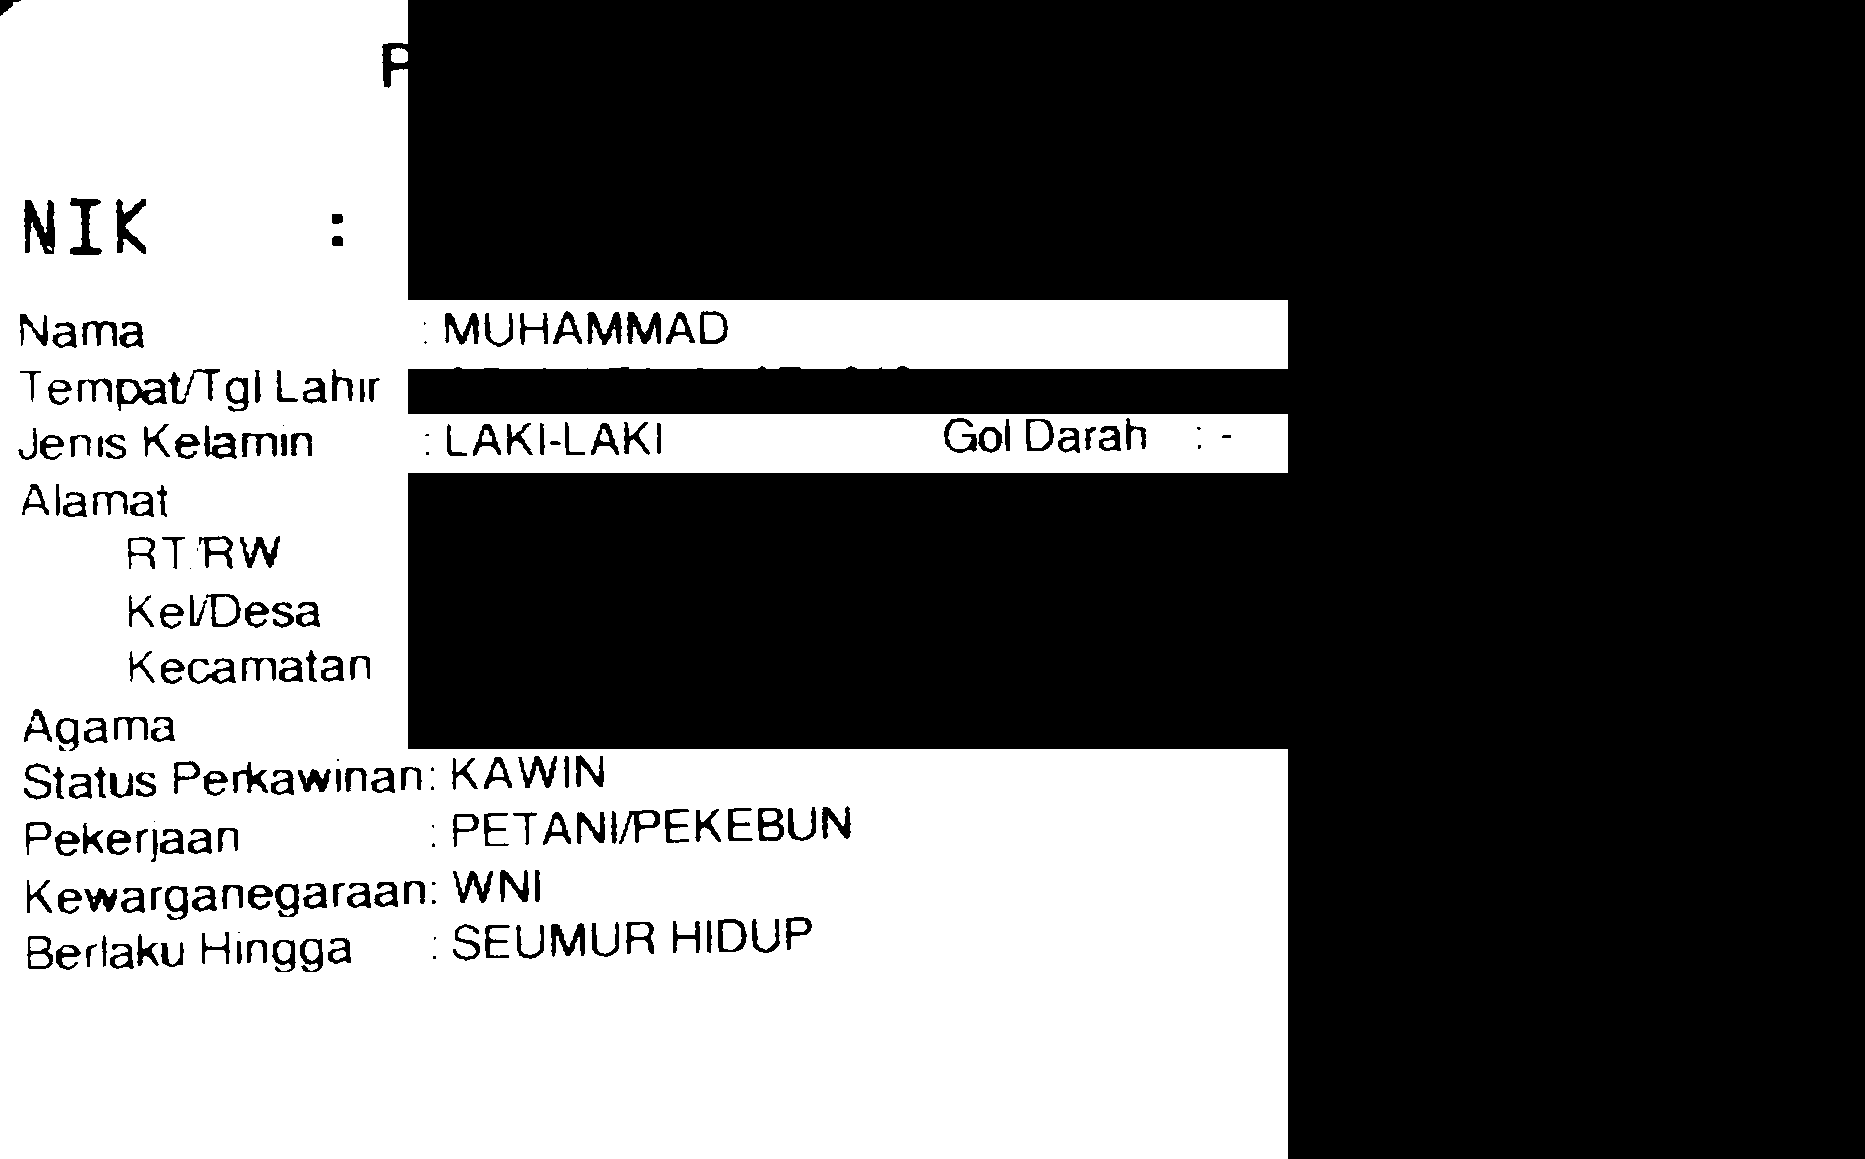 P
NIK :
Nama : MUHAMMAD
Tempat/Tgl Lahir
Jenis Kelamin : LAKI-LAKI Gol Darah : -
Alamat
RT/RW
Kel/Desa
Kecamatan
Agama
Status Perkawinan: KAWIN
Pekerjaan : PETANI/PEKEBUN
Kewarganegaraan: WNI
Berlaku Hingga : SEUMUR HIDUP